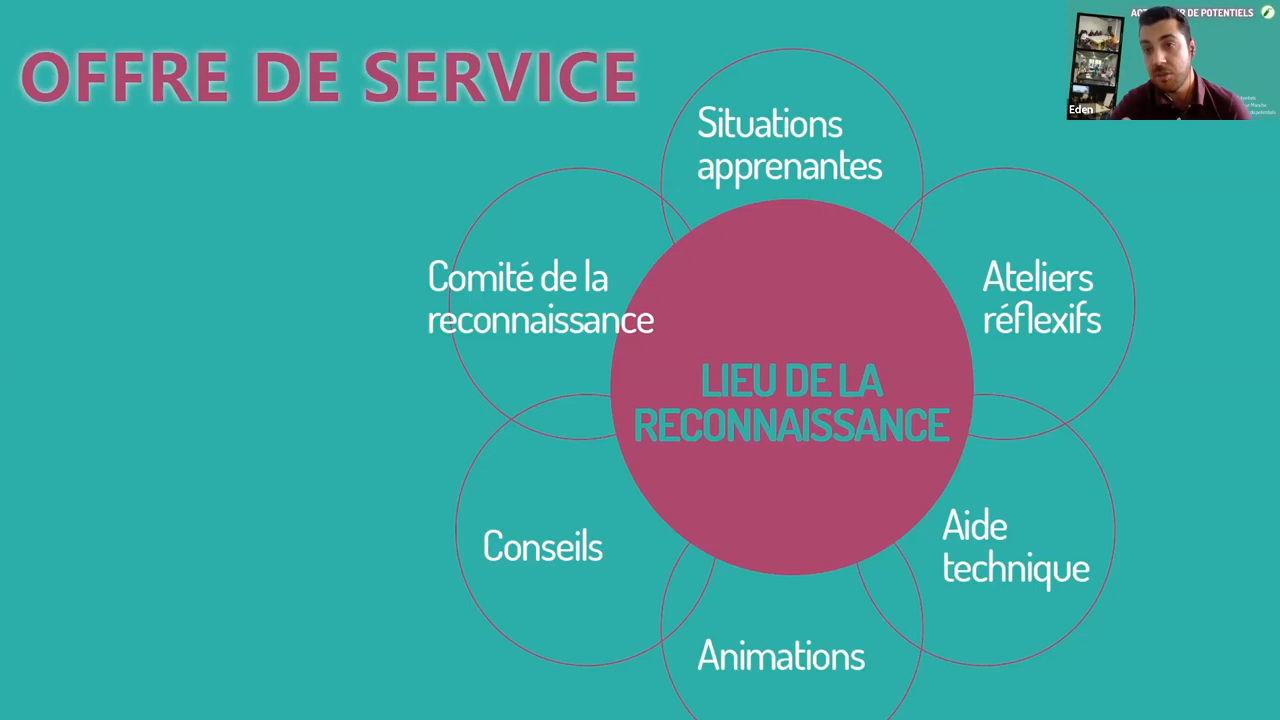 OFFRE DE SERVICE
DE POTENTIELS
Eden
Situations
apprenantes
Comité de la
reconnaissance
Ateliers
réflexifs
LIEU DE LA
RECONNAISSANCE
Conseils
Aide
technique
Animations